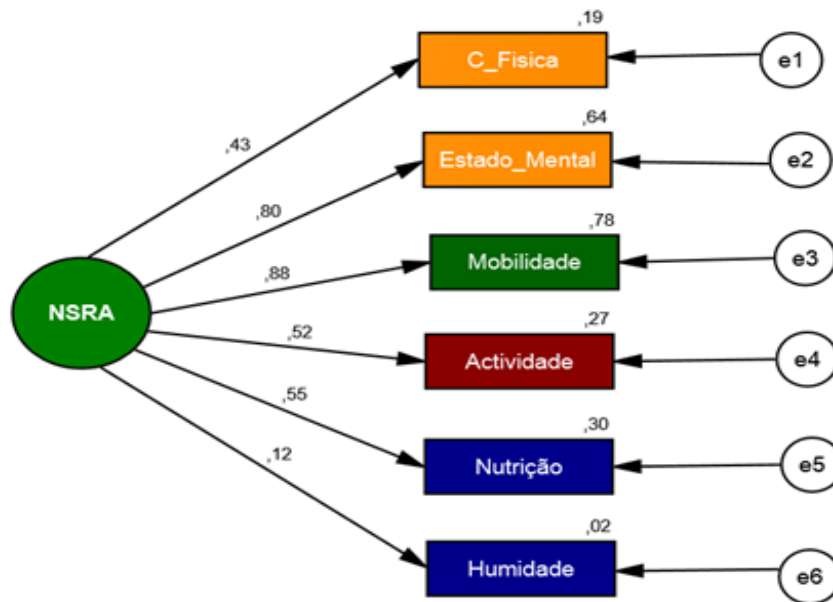 ,19
C_Fisica
e1
,43
,64
Estado_Mental
e2
,80
,78
Mobilidade
e3
,88
NSRA
,52
,27
Actividade
e4
,55
,30
Nutrição
e5
,12
,02
Humidade
e6